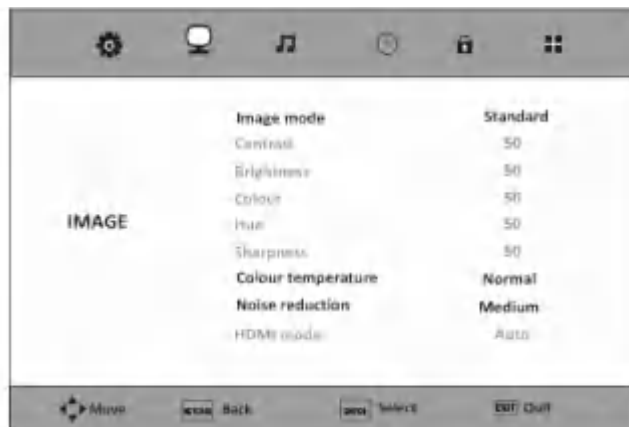 Image mode Standard
Contrast 50
Brightness 50
Colour 50
IMAGE
Hue 50
Sharpness 50
Colour temperature Normal
Noise reduction Medium
HDMI mode Auto
Move Back Select EXIT Quit